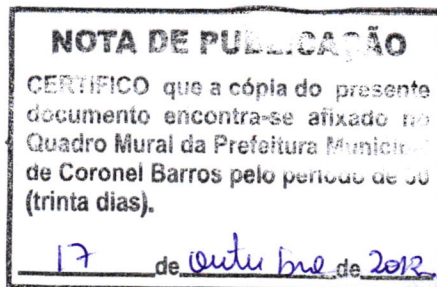 NOTA DE PUBLICAÇÃO
CERTIFICO que a cópia do presente
documento encontra-se afixado no
Quadro Mural da Prefeitura Municipal
de Coronel Barros pelo período de 30
(trinta dias).
17 de outubro de 2012